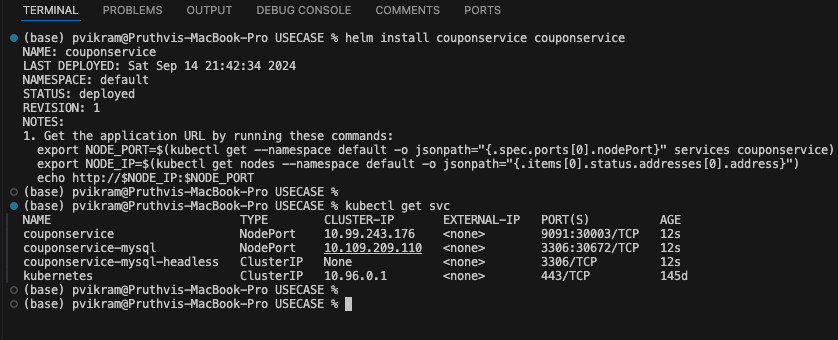 TERMINAL PROBLEMS OUTPUT DEBUG CONSOLE COMMENTS PORTS
(base) pvikram@Pruthvis-MacBook-Pro USECASE % helm install couponservice couponservice
NAME: couponservice
LAST DEPLOYED: Sat Sep 14 21:42:34 2024
NAMESPACE: default
STATUS: deployed
REVISION: 1
NOTES:
1. Get the application URL by running these commands:
  export NODE_PORT=$(kubectl get --namespace default -o jsonpath="{.spec.ports[0].nodePort}" services couponservice)
  export NODE_IP=$(kubectl get nodes --namespace default -o jsonpath="{.items[0].status.addresses[0].address}")
  echo http://$NODE_IP:$NODE_PORT
(base) pvikram@Pruthvis-MacBook-Pro USECASE %
(base) pvikram@Pruthvis-MacBook-Pro USECASE % kubectl get svc
NAME TYPE CLUSTER-IP EXTERNAL-IP PORT(S) AGE
couponservice NodePort 10.99.243.176 <none> 9091:30003/TCP 12s
couponservice-mysql NodePort 10.109.209.110 <none> 3306:30672/TCP 12s
couponservice-mysql-headless ClusterIP None <none> 3306/TCP 12s
kubernetes ClusterIP 10.96.0.1 <none> 443/TCP 145d
(base) pvikram@Pruthvis-MacBook-Pro USECASE %
(base) pvikram@Pruthvis-MacBook-Pro USECASE %